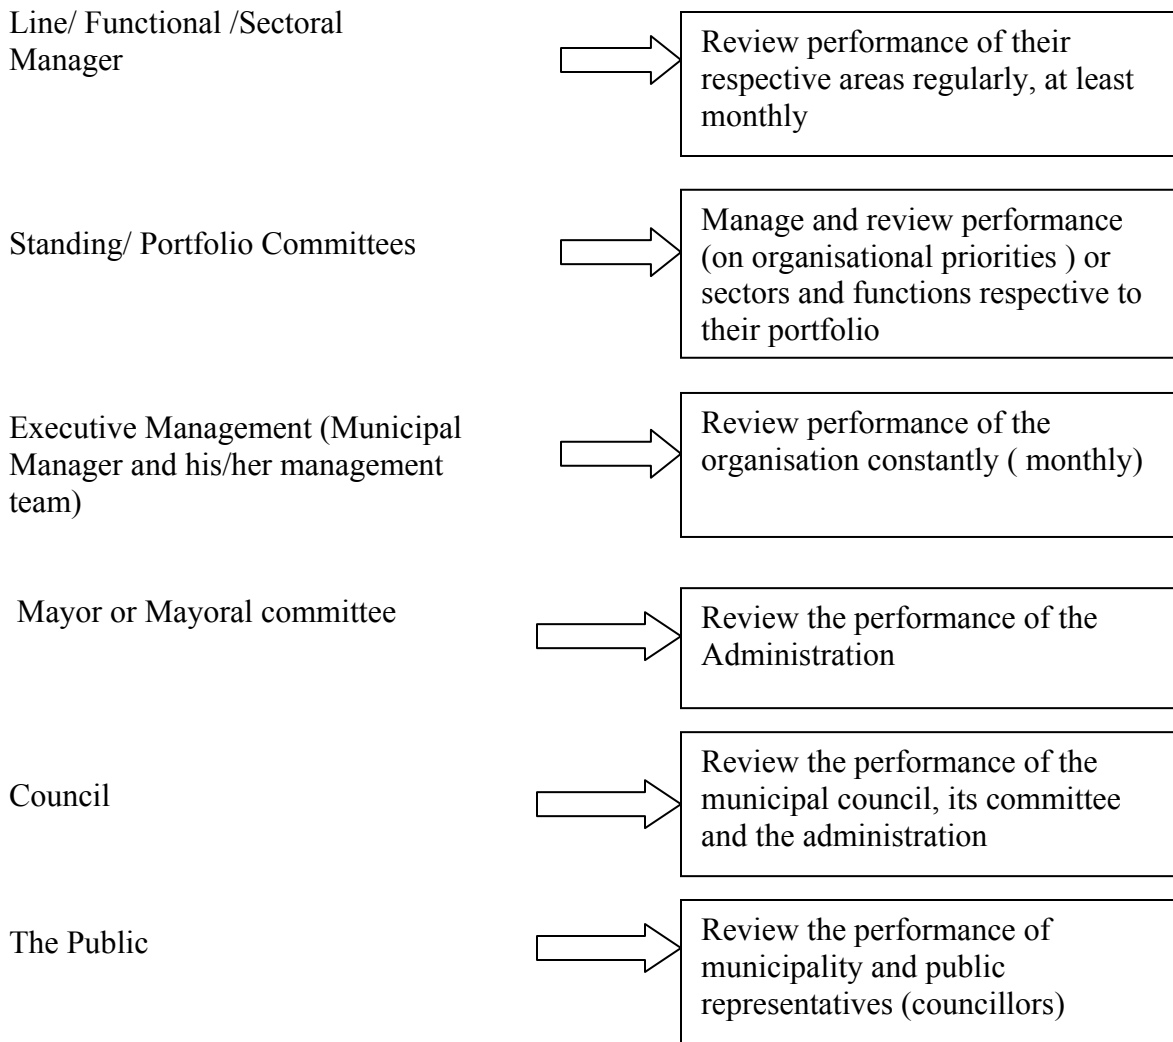 Line/ Functional /Sectoral
Manager
Review performance of their
respective areas regularly, at least
monthly
Standing/ Portfolio Committees
Manage and review performance
(on organisational priorities ) or
sectors and functions respective to
their portfolio
Executive Management (Municipal
Manager and his/her management
team)
Review performance of the
organisation constantly ( monthly)
Mayor or Mayoral committee
Review the performance of the
Administration
Council
Review the performance of the
municipal council, its committee
and the administration
The Public
Review the performance of
municipality and public
representatives (councillors)